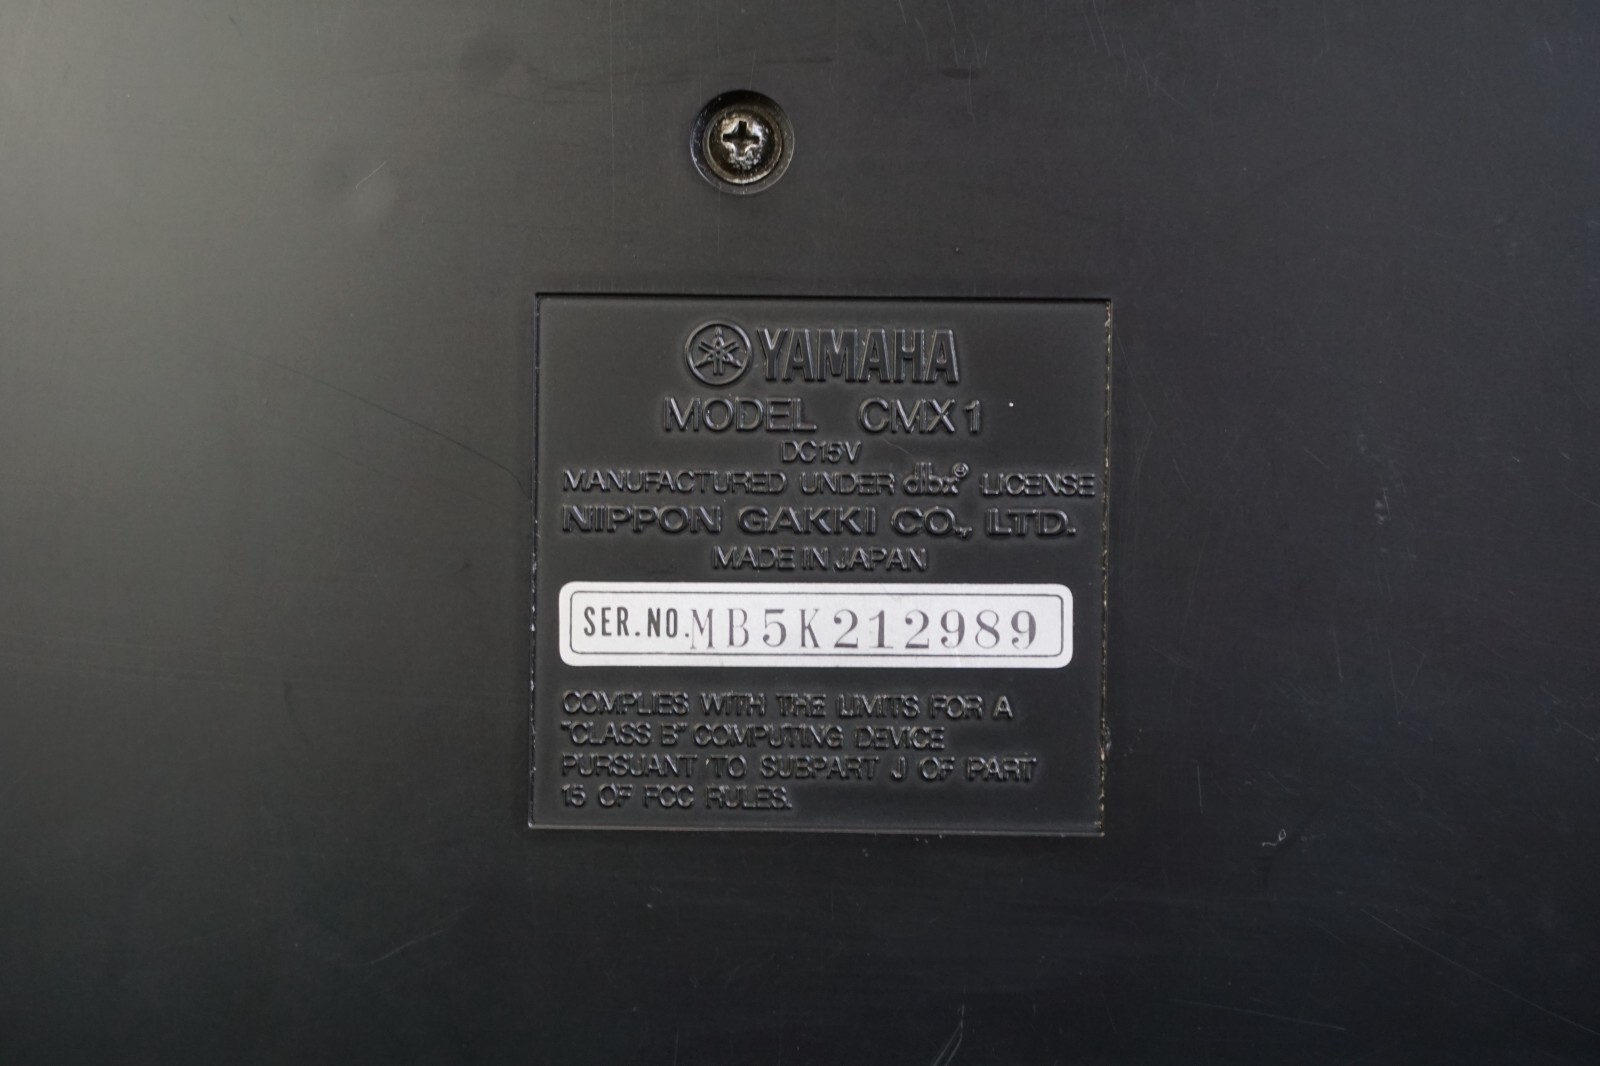 YAMAHA
MODEL CMX1
DC15V
MANUFACTURED UNDER dbx® LICENSE
NIPPON GAKKI CO., LTD.
MADE IN JAPAN
SER.NO.MB5K212989
COMPLIES WITH THE LIMITS FOR A
"CLASS B" COMPUTING DEVICE
PURSUANT TO SUBPART J OF PART
15 OF FCC RULES.